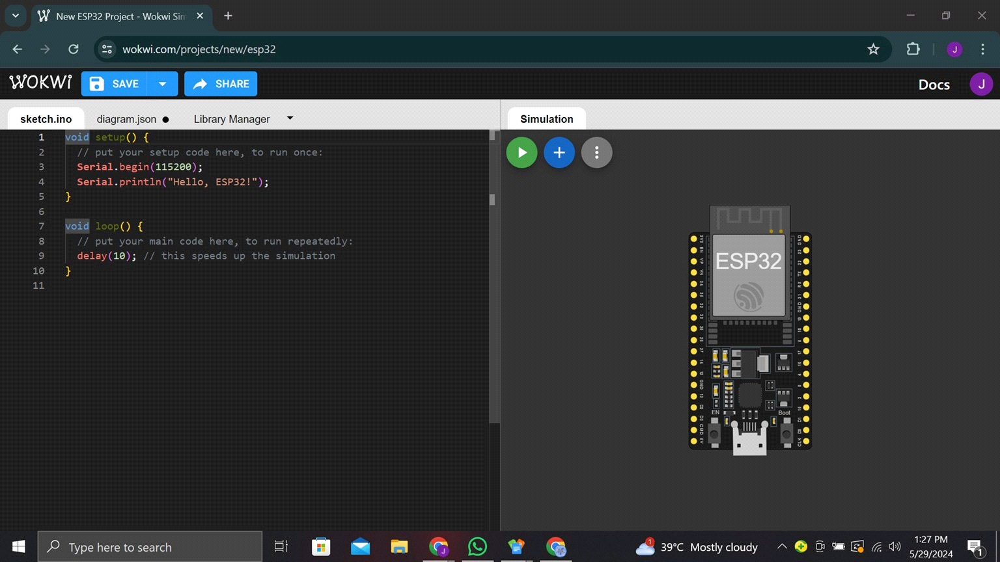 New ESP32 Project - Wokwi Sim
wokwi.com/projects/new/esp32
J
WOKWI
SAVE
SHARE
Docs
J
sketch.ino
diagram.json
Library Manager
Simulation
1 void setup() {
2 // put your setup code here, to run once:
3 Serial.begin(115200);
4 Serial.println("Hello, ESP32!");
5 }
6
7 void loop() {
8 // put your main code here, to run repeatedly:
9 delay(10); // this speeds up the simulation
10 }
11
ESP32
EN
Boot
Type here to search
J
1
39°C Mostly cloudy
1:27 PM
5/29/2024
1